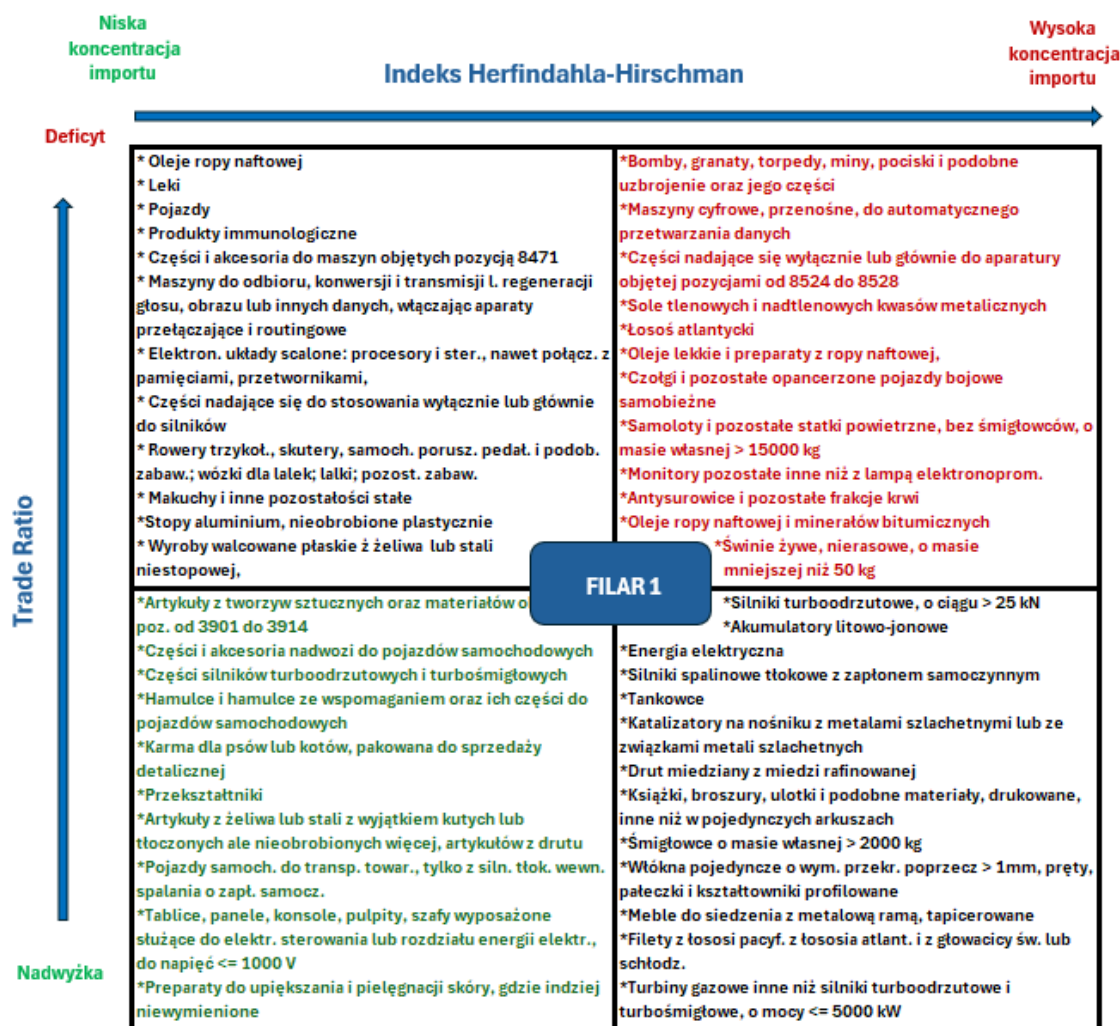 Niska
koncentracja
importu
Indeks Herfindahla-Hirschman
Wysoka
koncentracja
importu
Deficyt
* Oleje ropy naftowej
* Leki
* Pojazdy
* Produkty immunologiczne
* Części i akcesoria do maszyn objętych pozycją 8471
* Maszyny do odbioru, konwersji i transmisji l. regeneracji
głosu, obrazu lub innych danych, włączając aparaty
przełączające i routingowe
* Elektron. układy scalone: procesory i ster., nawet połącz. z
pamięciami, przetwornikami,
* Części nadające się do stosowania wyłącznie lub głównie
do silników
* Rowery trzykoł., skutery, samoch. porusz. pedał. i podob.
zabaw.; wózki dla lalek; lalki; pozost. zabaw.
* Makuchy i inne pozostałości stałe
*Stopy aluminium, nieobrobione plastycznie
* Wyroby walcowane płaskie ż żeliwa lub stali
niestopowej,
*Bomby, granaty, torpedy, miny, pociski i podobne
uzbrojenie oraz jego części
*Maszyny cyfrowe, przenośne, do automatycznego
przetwarzania danych
*Części nadające się wyłącznie lub głównie do aparatury
objętej pozycjami od 8524 do 8528
*Sole tlenowych i nadtlenowych kwasów metalicznych
*Łosoś atlantycki
*Oleje lekkie i preparaty z ropy naftowej,
*Czołgi i pozostałe opancerzone pojazdy bojowe
samobieżne
*Samoloty i pozostałe statki powietrzne, bez śmigłowców, o
masie własnej > 15000 kg
*Monitory pozostałe inne niż z lampą elektronoprom.
*Antysurowice i pozostałe frakcje krwi
*Oleje ropy naftowej i minerałów bitumicznych
*Świnie żywe, nierasowe, o masie
mniejszej niż 50 kg
Trade Ratio
FILAR 1
*Artykuły z tworzyw sztucznych oraz materiałów o
poz. od 3901 do 3914
*Części i akcesoria nadwozi do pojazdów samochodowych
*Części silników turboodrzutowych i turbośmigłowych
*Hamulce i hamulce ze wspomaganiem oraz ich części do
pojazdów samochodowych
*Karma dla psów lub kotów, pakowana do sprzedaży
detalicznej
*Przekształtniki
*Artykuły z żeliwa lub stali z wyjątkiem kutych lub
tłoczonych ale nieobrobionych więcej, artykułów z drutu
*Pojazdy samoch. do transp. towar., tylko z siln. tłok. wewn.
spalania o zapł. samocz.
*Tablice, panele, konsole, pulpity, szafy wyposażone
służące do elektr. sterowania lub rozdziału energii elektr.,
do napięć <= 1000 V
*Preparaty do upiększania i pielęgnacji skóry, gdzie indziej
niewymienione
*Silniki turboodrzutowe, o ciągu > 25 kN
*Akumulatory litowo-jonowe
*Energia elektryczna
*Silniki spalinowe tłokowe z zapłonem samoczynnym
*Tankowce
*Katalizatory na nośniku z metalami szlachetnymi lub ze
związkami metali szlachetnych
*Drut miedziany z miedzi rafinowanej
*Książki, broszury, ulotki i podobne materiały, drukowane,
inne niż w pojedynczych arkuszach
*Śmigłowce o masie własnej > 2000 kg
*Włókna pojedyncze o wym. przekr. poprzecz > 1mm, pręty,
pałeczki i kształtowniki profilowane
*Meble do siedzenia z metalową ramą, tapicerowane
*Filety z łososi pacyf. z łososia atlant. i z głowacicy św. lub
schłodz.
*Turbiny gazowe inne niż silniki turboodrzutowe i
turbośmigłowe, o mocy <= 5000 kW
Nadwyżka